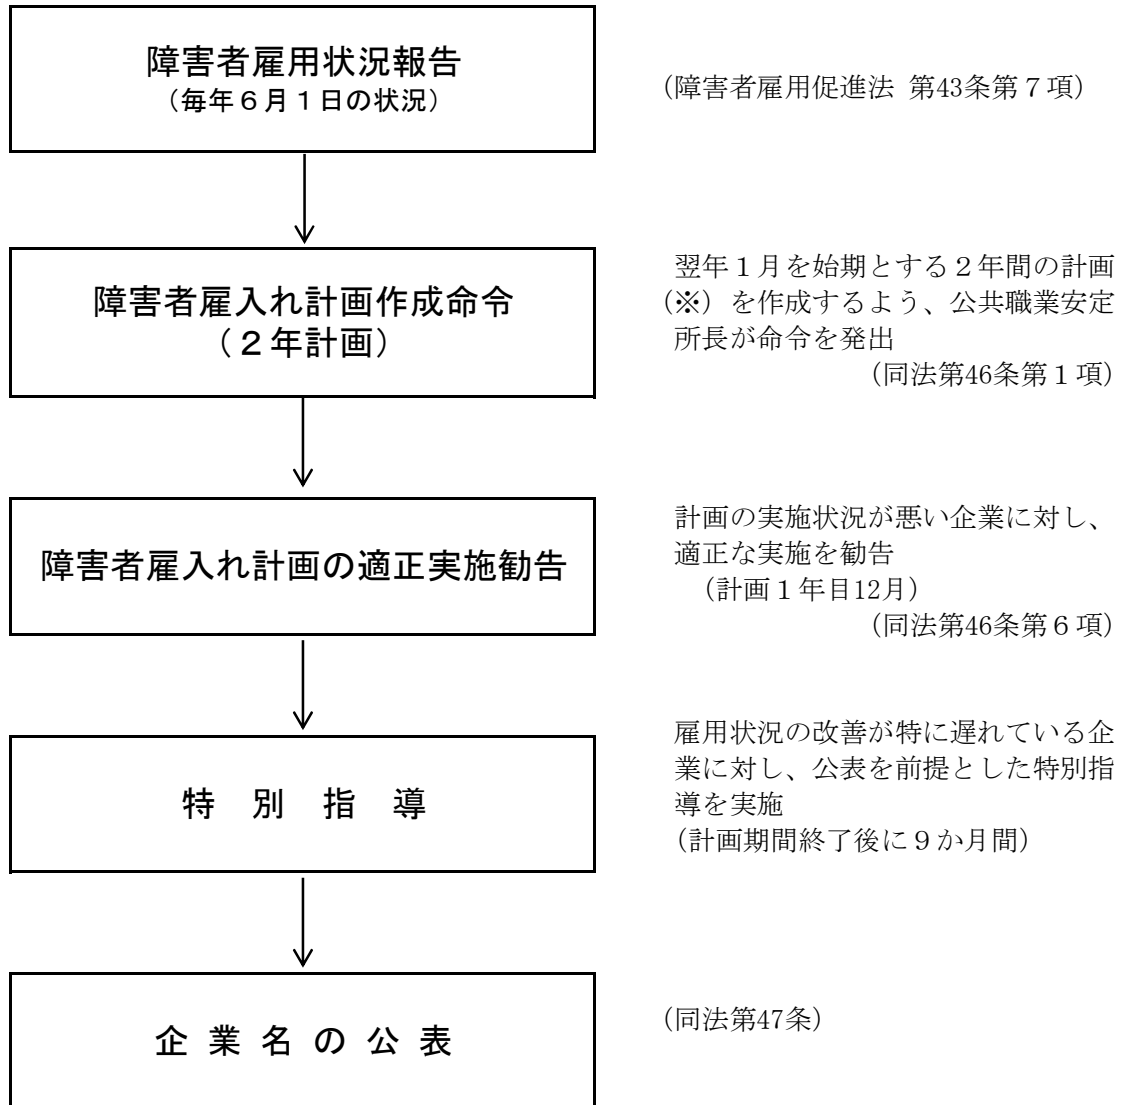 障害者雇用状況報告
（毎年６月１日の状況）
（障害者雇用促進法 第43条第７項）
障害者雇入れ計画作成命令
（２年計画）
翌年１月を始期とする２年間の計画
（※）を作成するよう、公共職業安定
所長が命令を発出
（同法第46条第１項）
障害者雇入れ計画の適正実施勧告
計画の実施状況が悪い企業に対し、
適正な実施を勧告
（計画１年目12月）
（同法第46条第６項）
特 別 指 導
雇用状況の改善が特に遅れている企
業に対し、公表を前提とした特別指
導を実施
（計画期間終了後に９か月間）
企 業 名 の 公 表
（同法第47条）